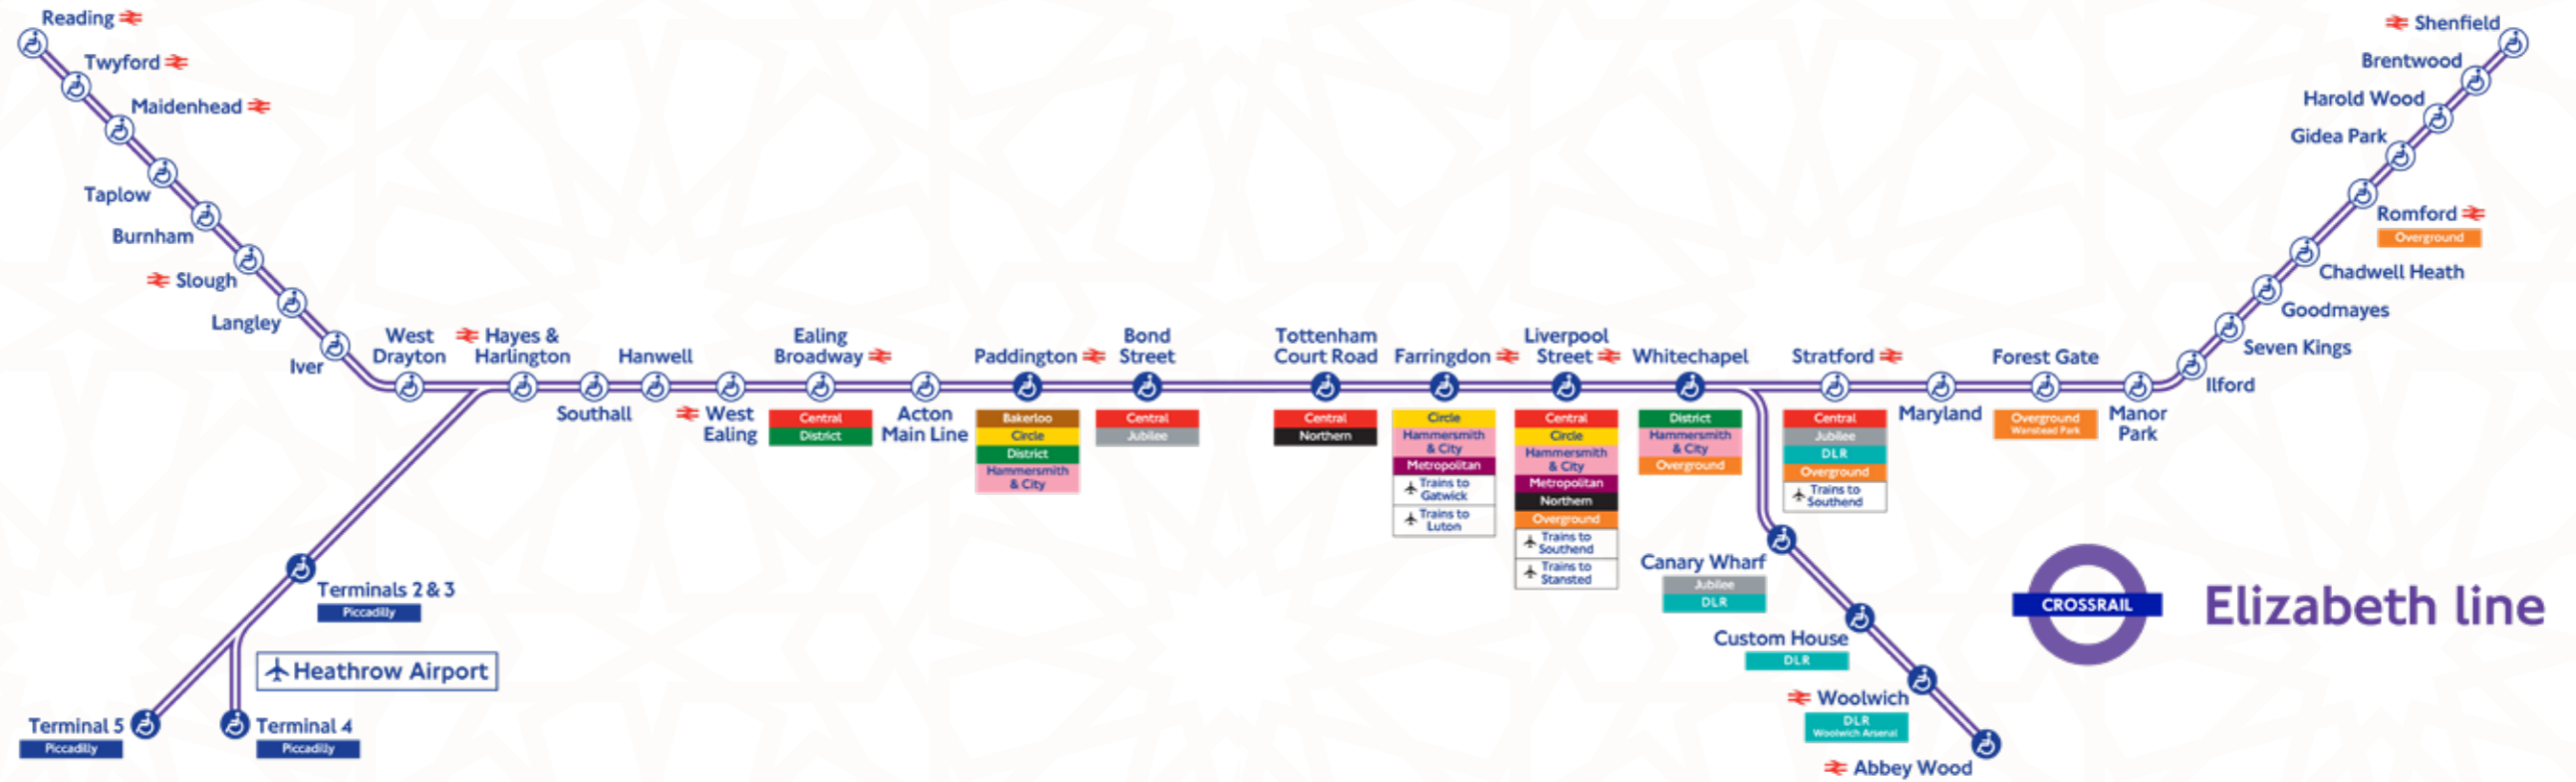 Reading
Twyford
Maidenhead
Taplow
Burnham
Slough
Langley
Iver
West
Drayton
Hayes &
Harlington
Southall
Hanwell
West
Ealing
Ealing
Broadway
Central
District
Acton
Main Line
Paddington
Bakerloo
Circle
District
Hammersmith
& City
Bond
Street
Central
Jubilee
Tottenham
Court Road
Central
Northern
Farringdon
Circle
Hammersmith
& City
Metropolitan
Trains to
Gatwick
Trains to
Luton
Liverpool
Street
Central
Circle
Hammersmith
& City
Metropolitan
Northern
Overground
Trains to
Southend
Trains to
Stansted
Whitechapel
District
Hammersmith
& City
Overground
Stratford
Central
Jubilee
DLR
Overground
Trains to
Southend
Maryland
Forest Gate
Overground
Wanstead Park
Manor
Park
Ilford
Seven Kings
Goodmayes
Chadwell Heath
Romford
Overground
Gidea Park
Harold Wood
Brentwood
Shenfield
Terminals 2 & 3
Piccadilly
Heathrow Airport
Terminal 5
Piccadilly
Terminal 4
Piccadilly
Canary Wharf
Jubilee
DLR
Custom House
DLR
Woolwich
DLR
Woolwich Arsenal
Abbey Wood
CROSSRAIL
Elizabeth line